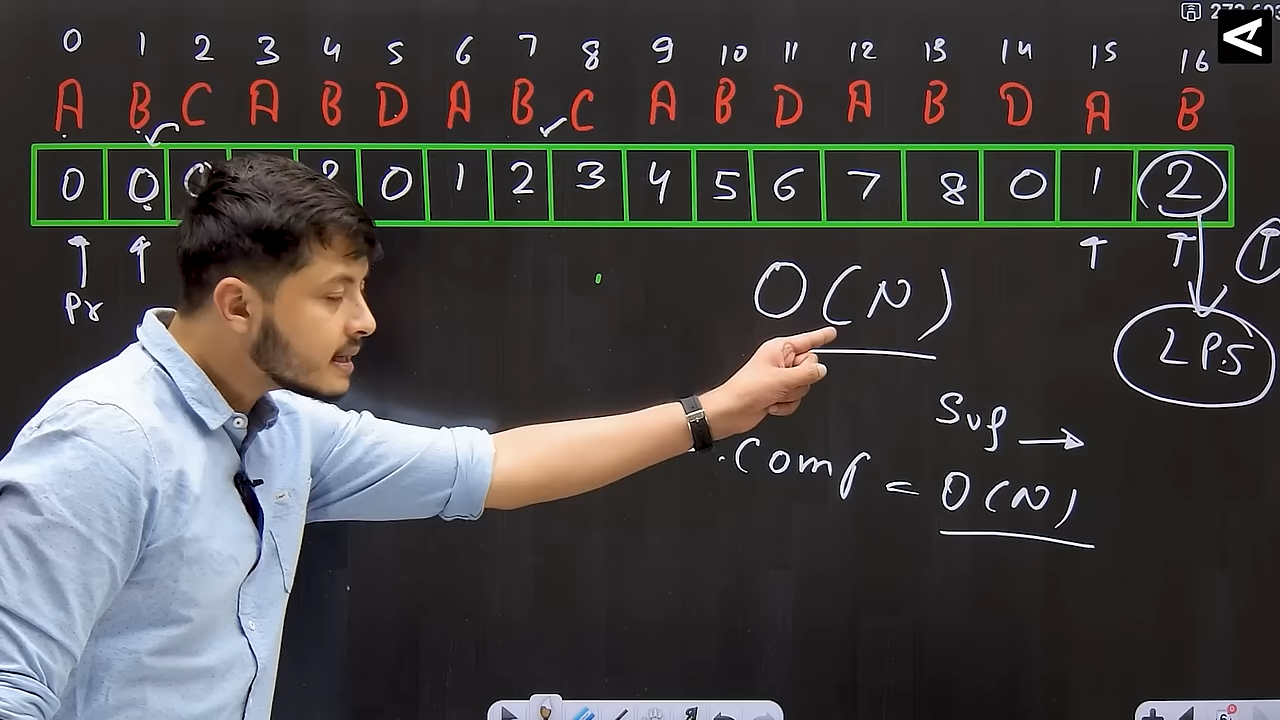 0 1 2 3 4 5 6 7 8 9 10 11 12 13 14 15 16
A B C A B D A B C A B D A B D A B
0 0 0 1 2 3 4 5 6 7 8 0 1 2
Pr
O(N)
LPS
Suf
Comp = O(N)